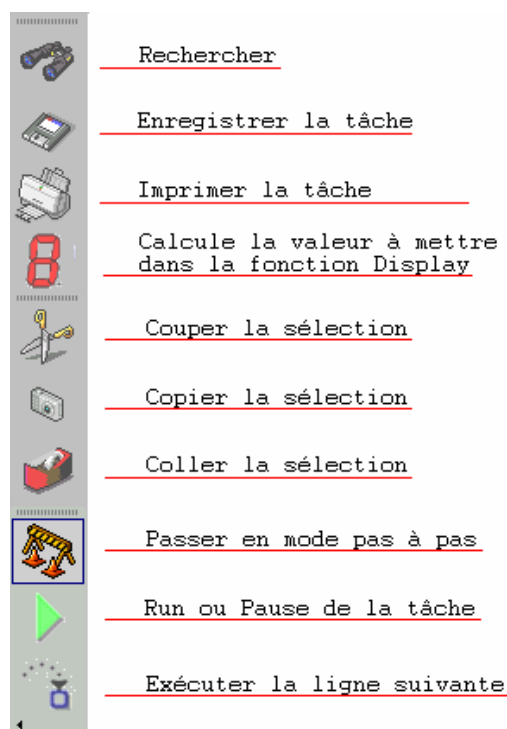 Rechercher
Enregistrer la tâche
Imprimer la tâche
Calcule la valeur à mettre
dans la fonction Display
Couper la sélection
Copier la sélection
Coller la sélection
Passer en mode pas à pas
Run ou Pause de la tâche
Exécuter la ligne suivante